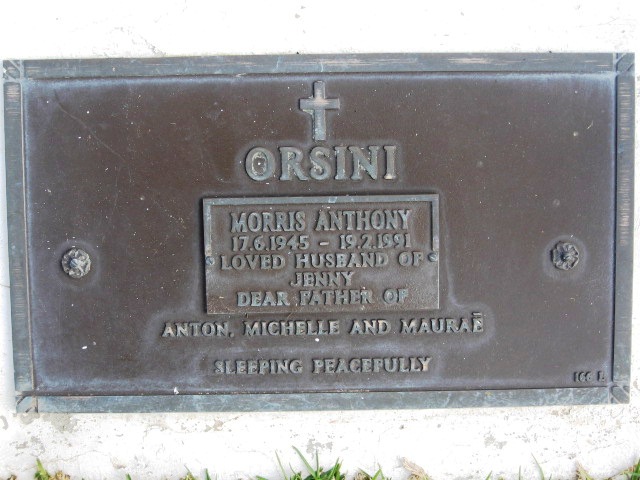 ORSINI
MORRIS ANTHONY
17.6.1945 - 19.2.1991
LOVED HUSBAND OF
JENNY
DEAR FATHER OF
ANTON, MICHELLE AND MAURAĒ
SLEEPING PEACEFULLY